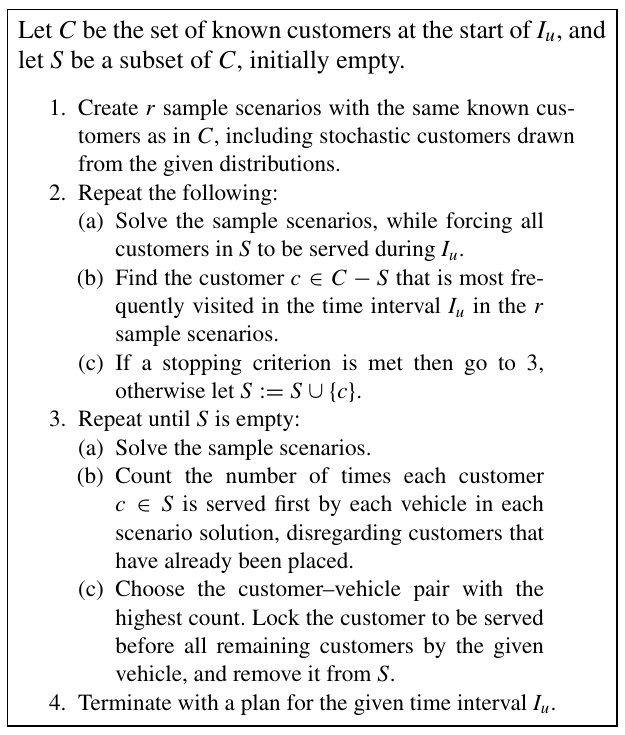 Let C be the set of known customers at the start of I_u, and
let S be a subset of C, initially empty.
1. Create r sample scenarios with the same known cus-
tomers as in C, including stochastic customers drawn
from the given distributions.
2. Repeat the following:
(a) Solve the sample scenarios, while forcing all
customers in S to be served during I_u.
(b) Find the customer c ∈ C − S that is most fre-
quently visited in the time interval I_u in the r
sample scenarios.
(c) If a stopping criterion is met then go to 3,
otherwise let S := S ∪ {c}.
3. Repeat until S is empty:
(a) Solve the sample scenarios.
(b) Count the number of times each customer
c ∈ S is served first by each vehicle in each
scenario solution, disregarding customers that
have already been placed.
(c) Choose the customer–vehicle pair with the
highest count. Lock the customer to be served
before all remaining customers by the given
vehicle, and remove it from S.
4. Terminate with a plan for the given time interval I_u.